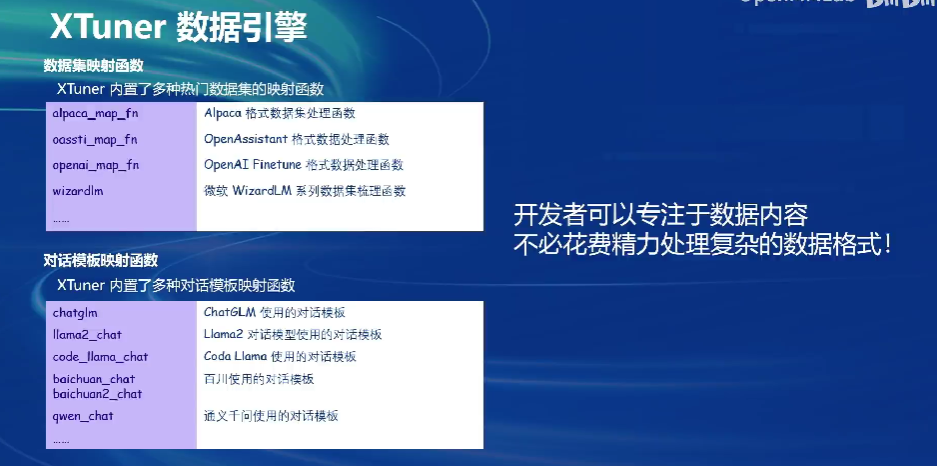 XTuner 数据引擎
数据集映射函数
XTuner 内置了多种热门数据集的映射函数
alpaca_map_fn Alpaca 格式数据集处理函数
oassti_map_fn OpenAssistant 格式数据处理函数
openai_map_fn OpenAI Finetune 格式数据处理函数
wizardlm 微软 WizardLM 系列数据集梳理函数
......
开发者可以专注于数据内容
不必花费精力处理复杂的数据格式！
对话模板映射函数
XTuner 内置了多种对话模板映射函数
chatglm ChatGLM 使用的对话模板
llama2_chat Llama2 对话模型使用的对话模板
code_llama_chat Coda Llama 使用的对话模板
baichuan_chat 百川使用的对话模板
baichuan2_chat
qwen_chat 通义千问使用的对话模板
......